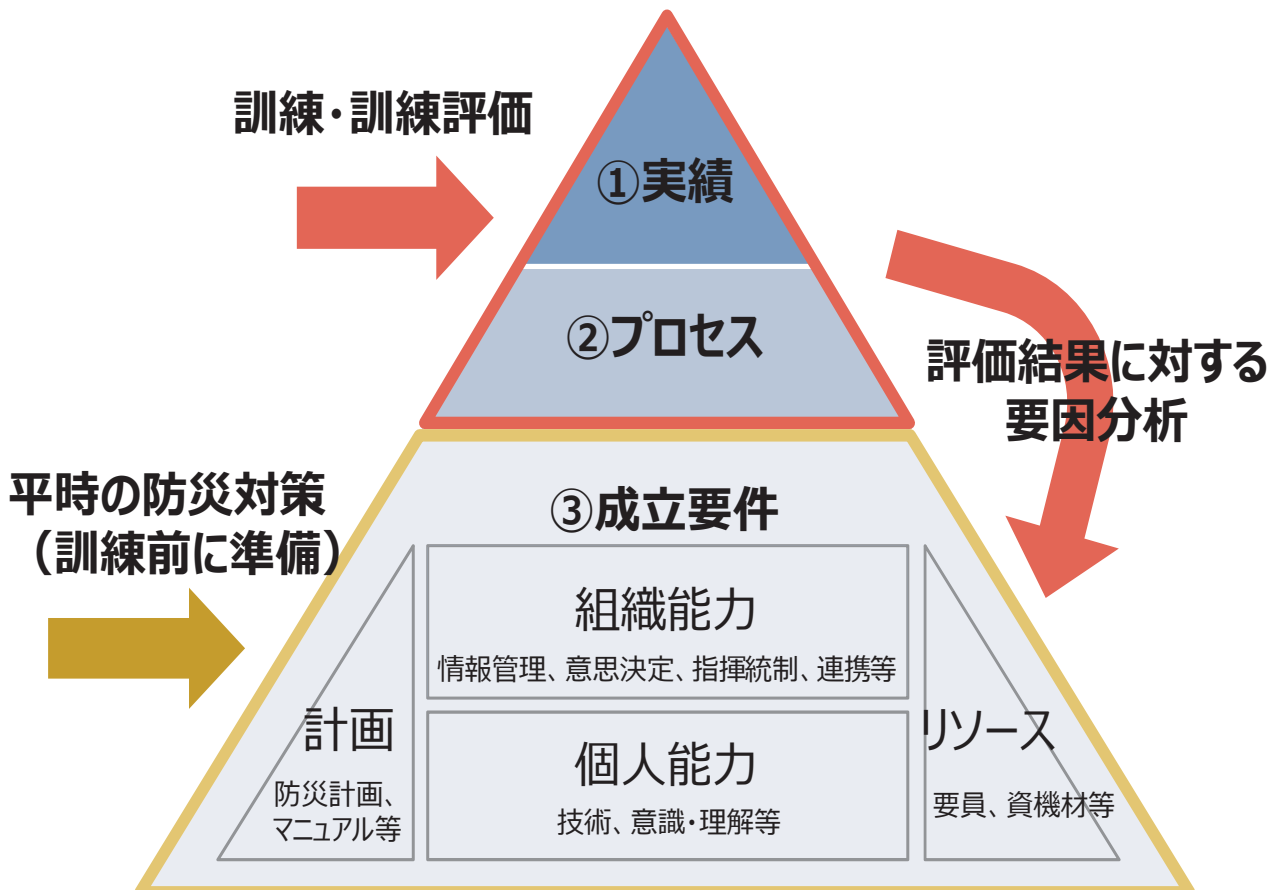 訓練・訓練評価
①実績
②プロセス
評価結果に対する
要因分析
平時の防災対策
（訓練前に準備）
③成立要件
組織能力
情報管理、意思決定、指揮統制、連携等
計画
防災計画、
マニュアル等
個人能力
技術、意識・理解等
リソース
要員、資機材等